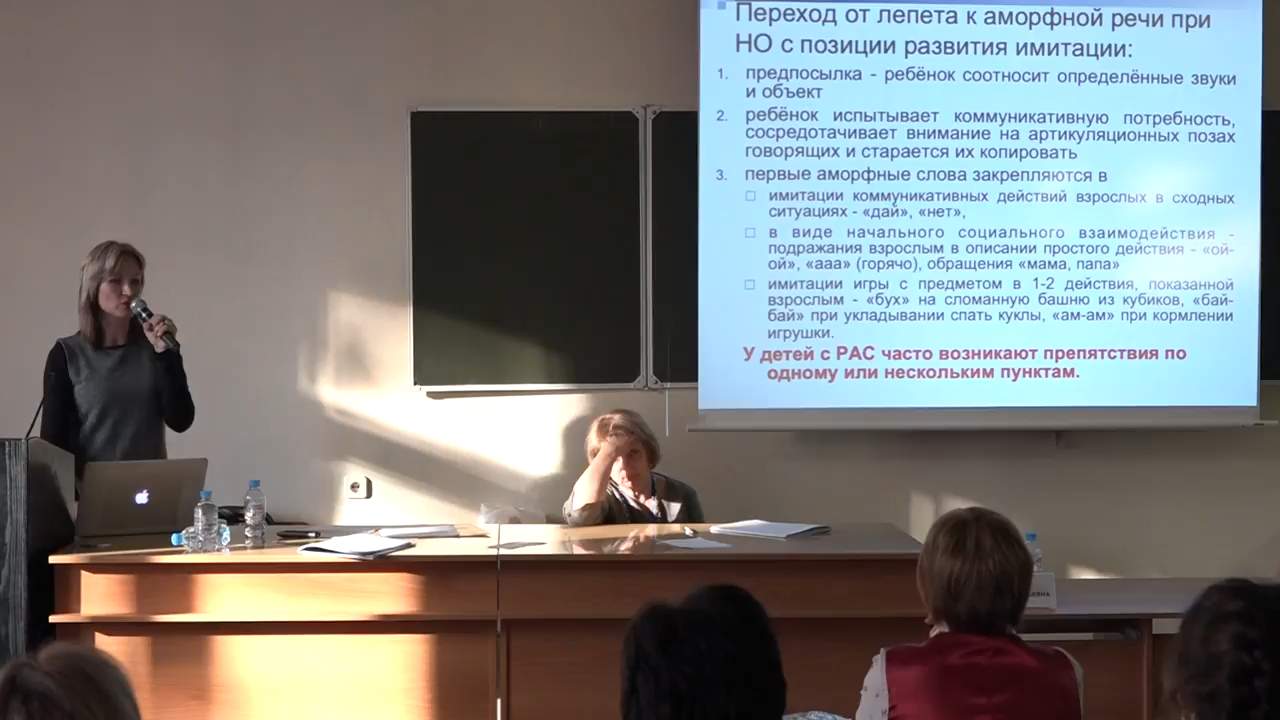 Переход от лепета к аморфной речи при
НО с позиции развития имитации:
1. предпосылка - ребёнок соотносит определённые звуки
и объект
2. ребёнок испытывает коммуникативную потребность,
сосредотачивает внимание на артикуляционных позах
говорящих и старается их копировать
3. первые аморфные слова закрепляются в
имитации коммуникативных действий взрослых в сходных
ситуациях - «дай», «нет»,
в виде начального социального взаимодействия -
подражания взрослым в описании простого действия - «ой-
ой», «ааа» (горячо), обращения «мама, папа»
имитации игры с предметом в 1-2 действия, показанной
взрослым - «бух» на сломанную башню из кубиков, «бай-
бай» при укладывании спать куклы, «ам-ам» при кормлении
игрушки.
У детей с РАС часто возникают препятствия по
одному или нескольким пунктам.